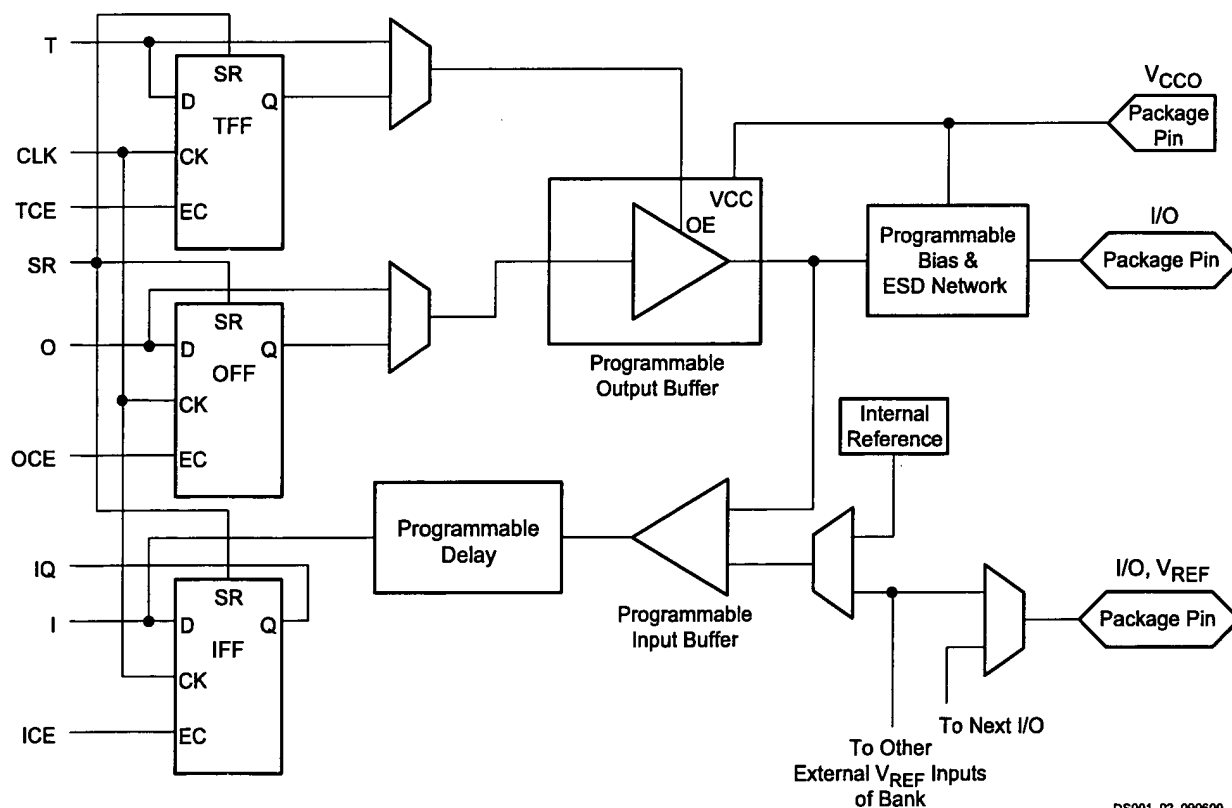 T
SR
D
Q
TFF
CLK
CK
TCE
EC
SR
SR
O
D
Q
OFF
CK
OCE
EC
IQ
SR
I
D
Q
IFF
CK
ICE
EC
VCC
OE
Programmable
Output Buffer
VCCO
Package
Pin
Programmable
Bias &
ESD Network
I/O
Package Pin
Internal
Reference
Programmable
Delay
Programmable
Input Buffer
I/O, VREF
Package Pin
To Next I/O
To Other
External VREF Inputs
of Bank
DS001_02_090600